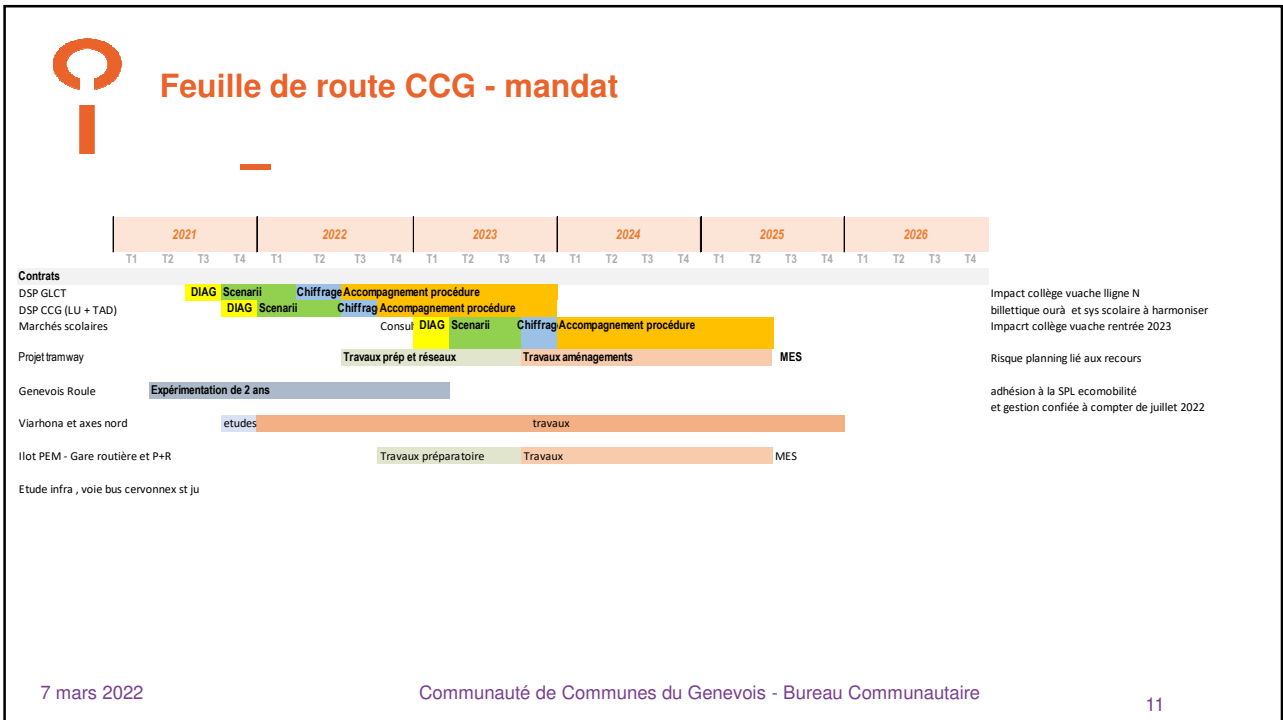 Feuille de route CCG - mandat
2021 2022 2023 2024 2025 2026
T1 T2 T3 T4 T1 T2 T3 T4 T1 T2 T3 T4 T1 T2 T3 T4 T1 T2 T3 T4 T1 T2 T3 T4
Contrats
DSP GLCT DIAG Scenarii Chiffrage Accompagnement procédure Impact collège vuache lligne N
DSP CCG (LU + TAD) DIAG Scenarii Chiffrag Accompagnement procédure billettique ourà et sys scolaire à harmoniser
Marchés scolaires Consul DIAG Scenarii Chiffrag Accompagnement procédure Impacrt collège vuache rentrée 2023
Projet tramway Travaux prép et réseaux Travaux aménagements MES Risque planning lié aux recours
Genevois Roule Expérimentation de 2 ans adhésion à la SPL ecomobilité
et gestion confiée à compter de juillet 2022
Viarhona et axes nord etudes travaux
Ilot PEM - Gare routière et P+R Travaux préparatoire Travaux MES
Etude infra , voie bus cervonnex st ju
7 mars 2022 Communauté de Communes du Genevois - Bureau Communautaire 11